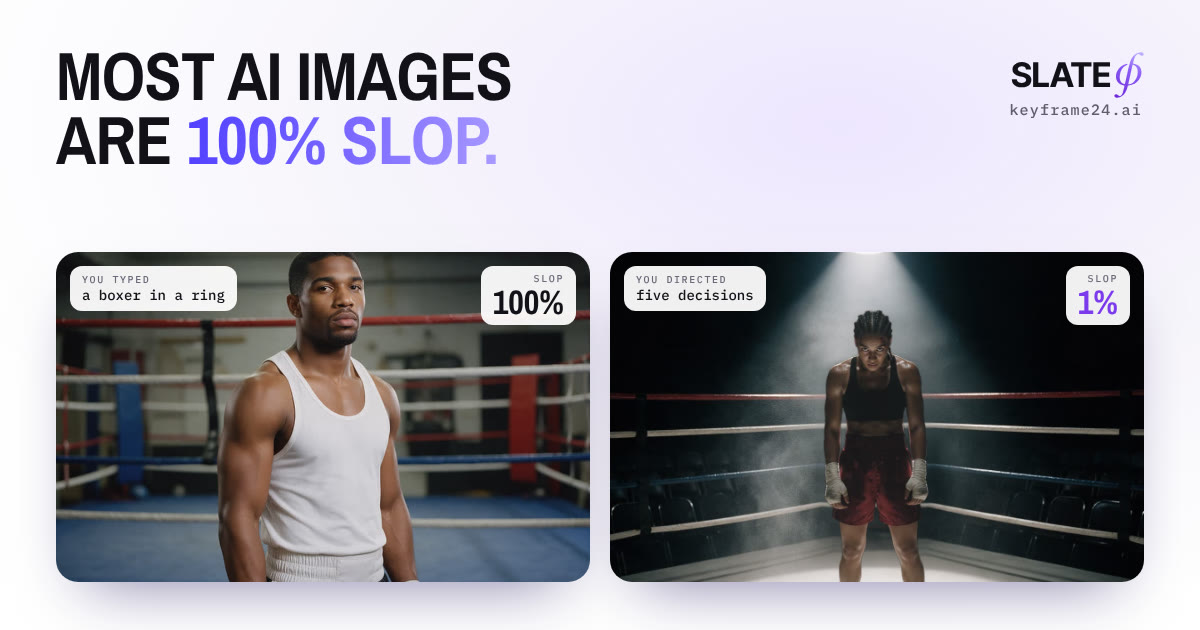 MOST AI IMAGES
ARE 100% SLOP.
SLATE
keyframe24.ai
YOU TYPED
a boxer in a ring
SLOP
100%
YOU DIRECTED
five decisions
SLOP
1%